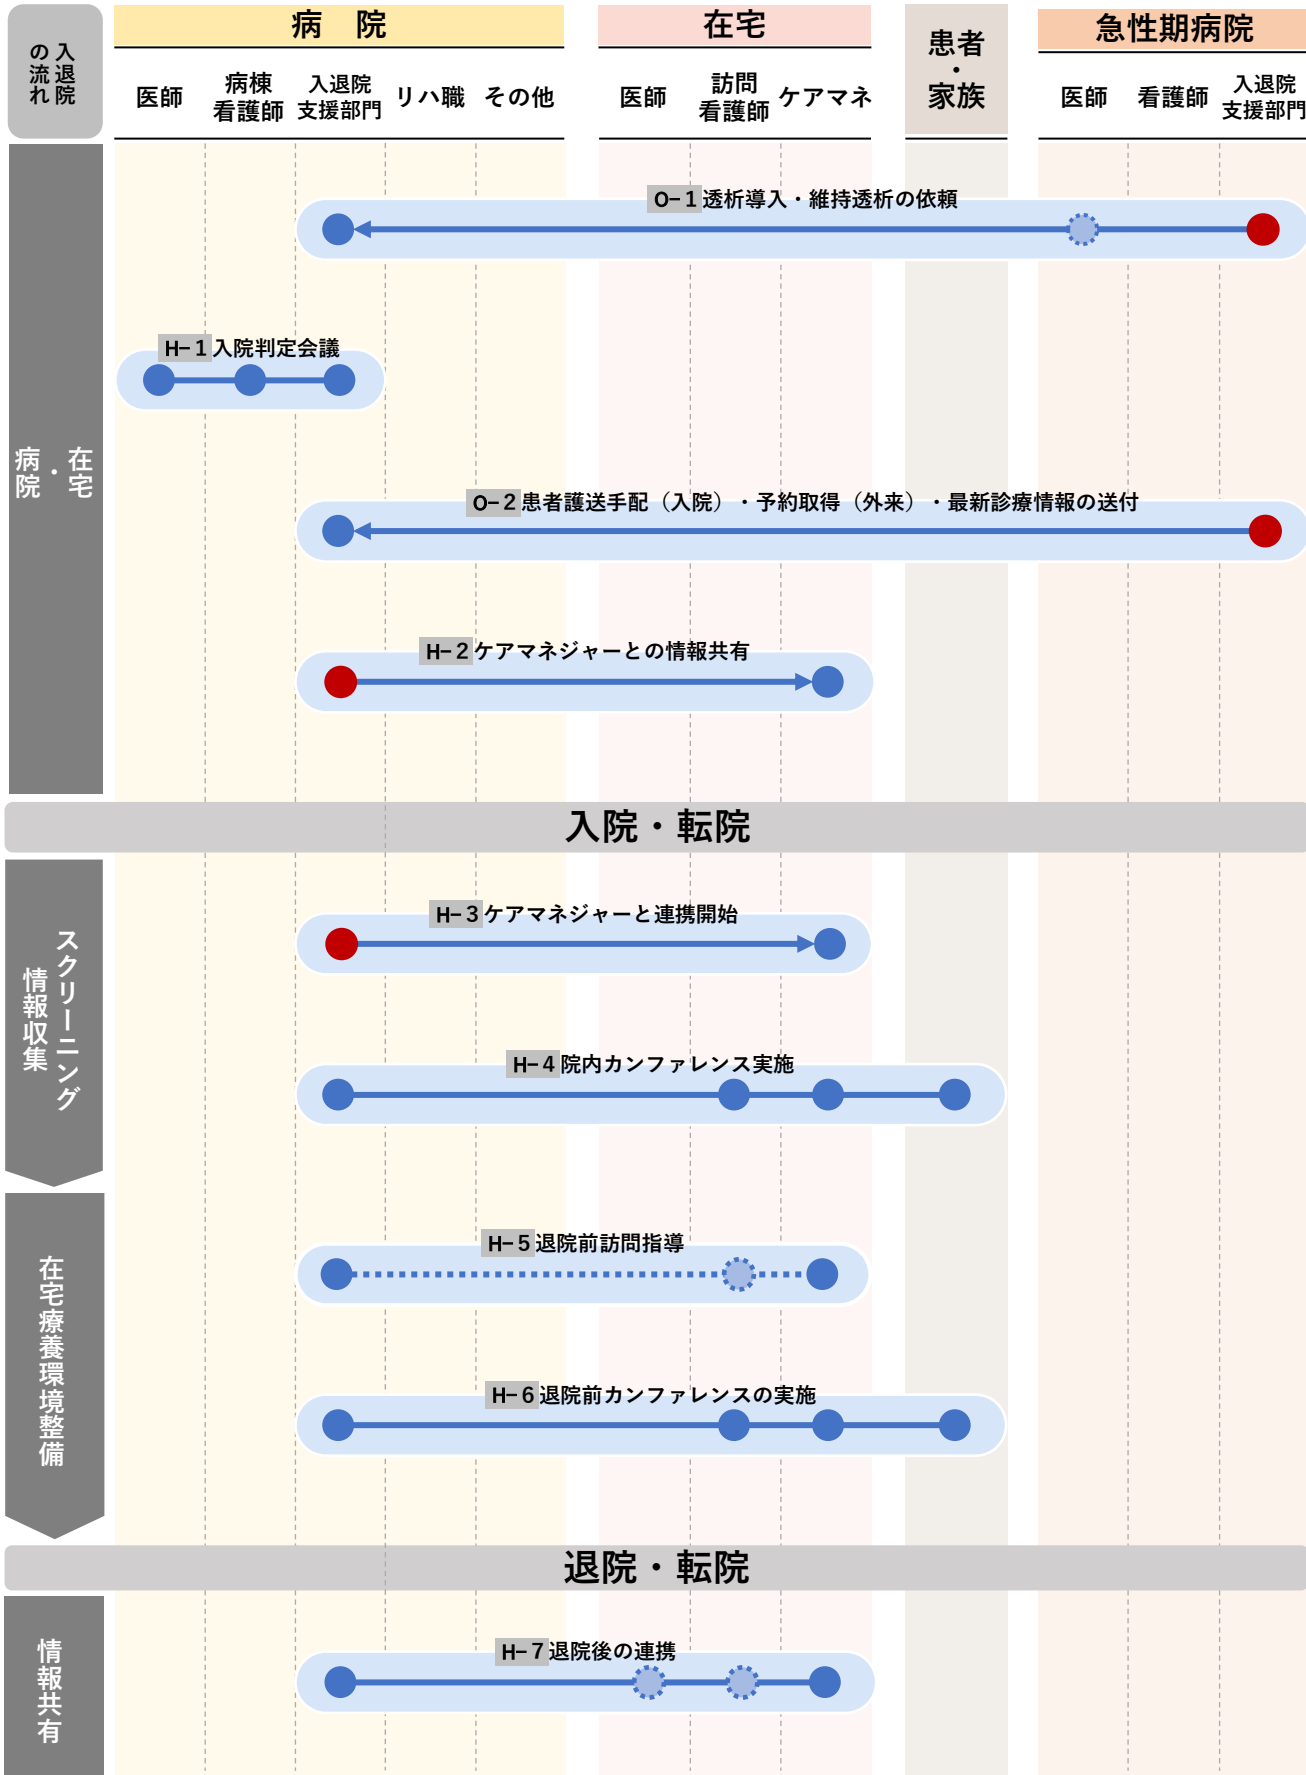 入退院
の流れ
病　院
在宅
患者
・
家族
急性期病院
医師
病棟
看護師
入退院
支援部門
リハ職
その他
医師
訪問
看護師
ケアマネ
医師
看護師
入退院
支援部門
在宅
・
病院
O−１透析導入・維持透析の依頼
H−１入院判定会議
O−２患者護送手配（入院）・予約取得（外来）・最新診療情報の送付
H−２ケアマネジャーとの情報共有
入院・転院
スクリーニング
情報収集
H−３ケアマネジャーと連携開始
H−４院内カンファレンス実施
在宅療養環境整備
H−５退院前訪問指導
H−６退院前カンファレンスの実施
退院・転院
情報共有
H−７退院後の連携